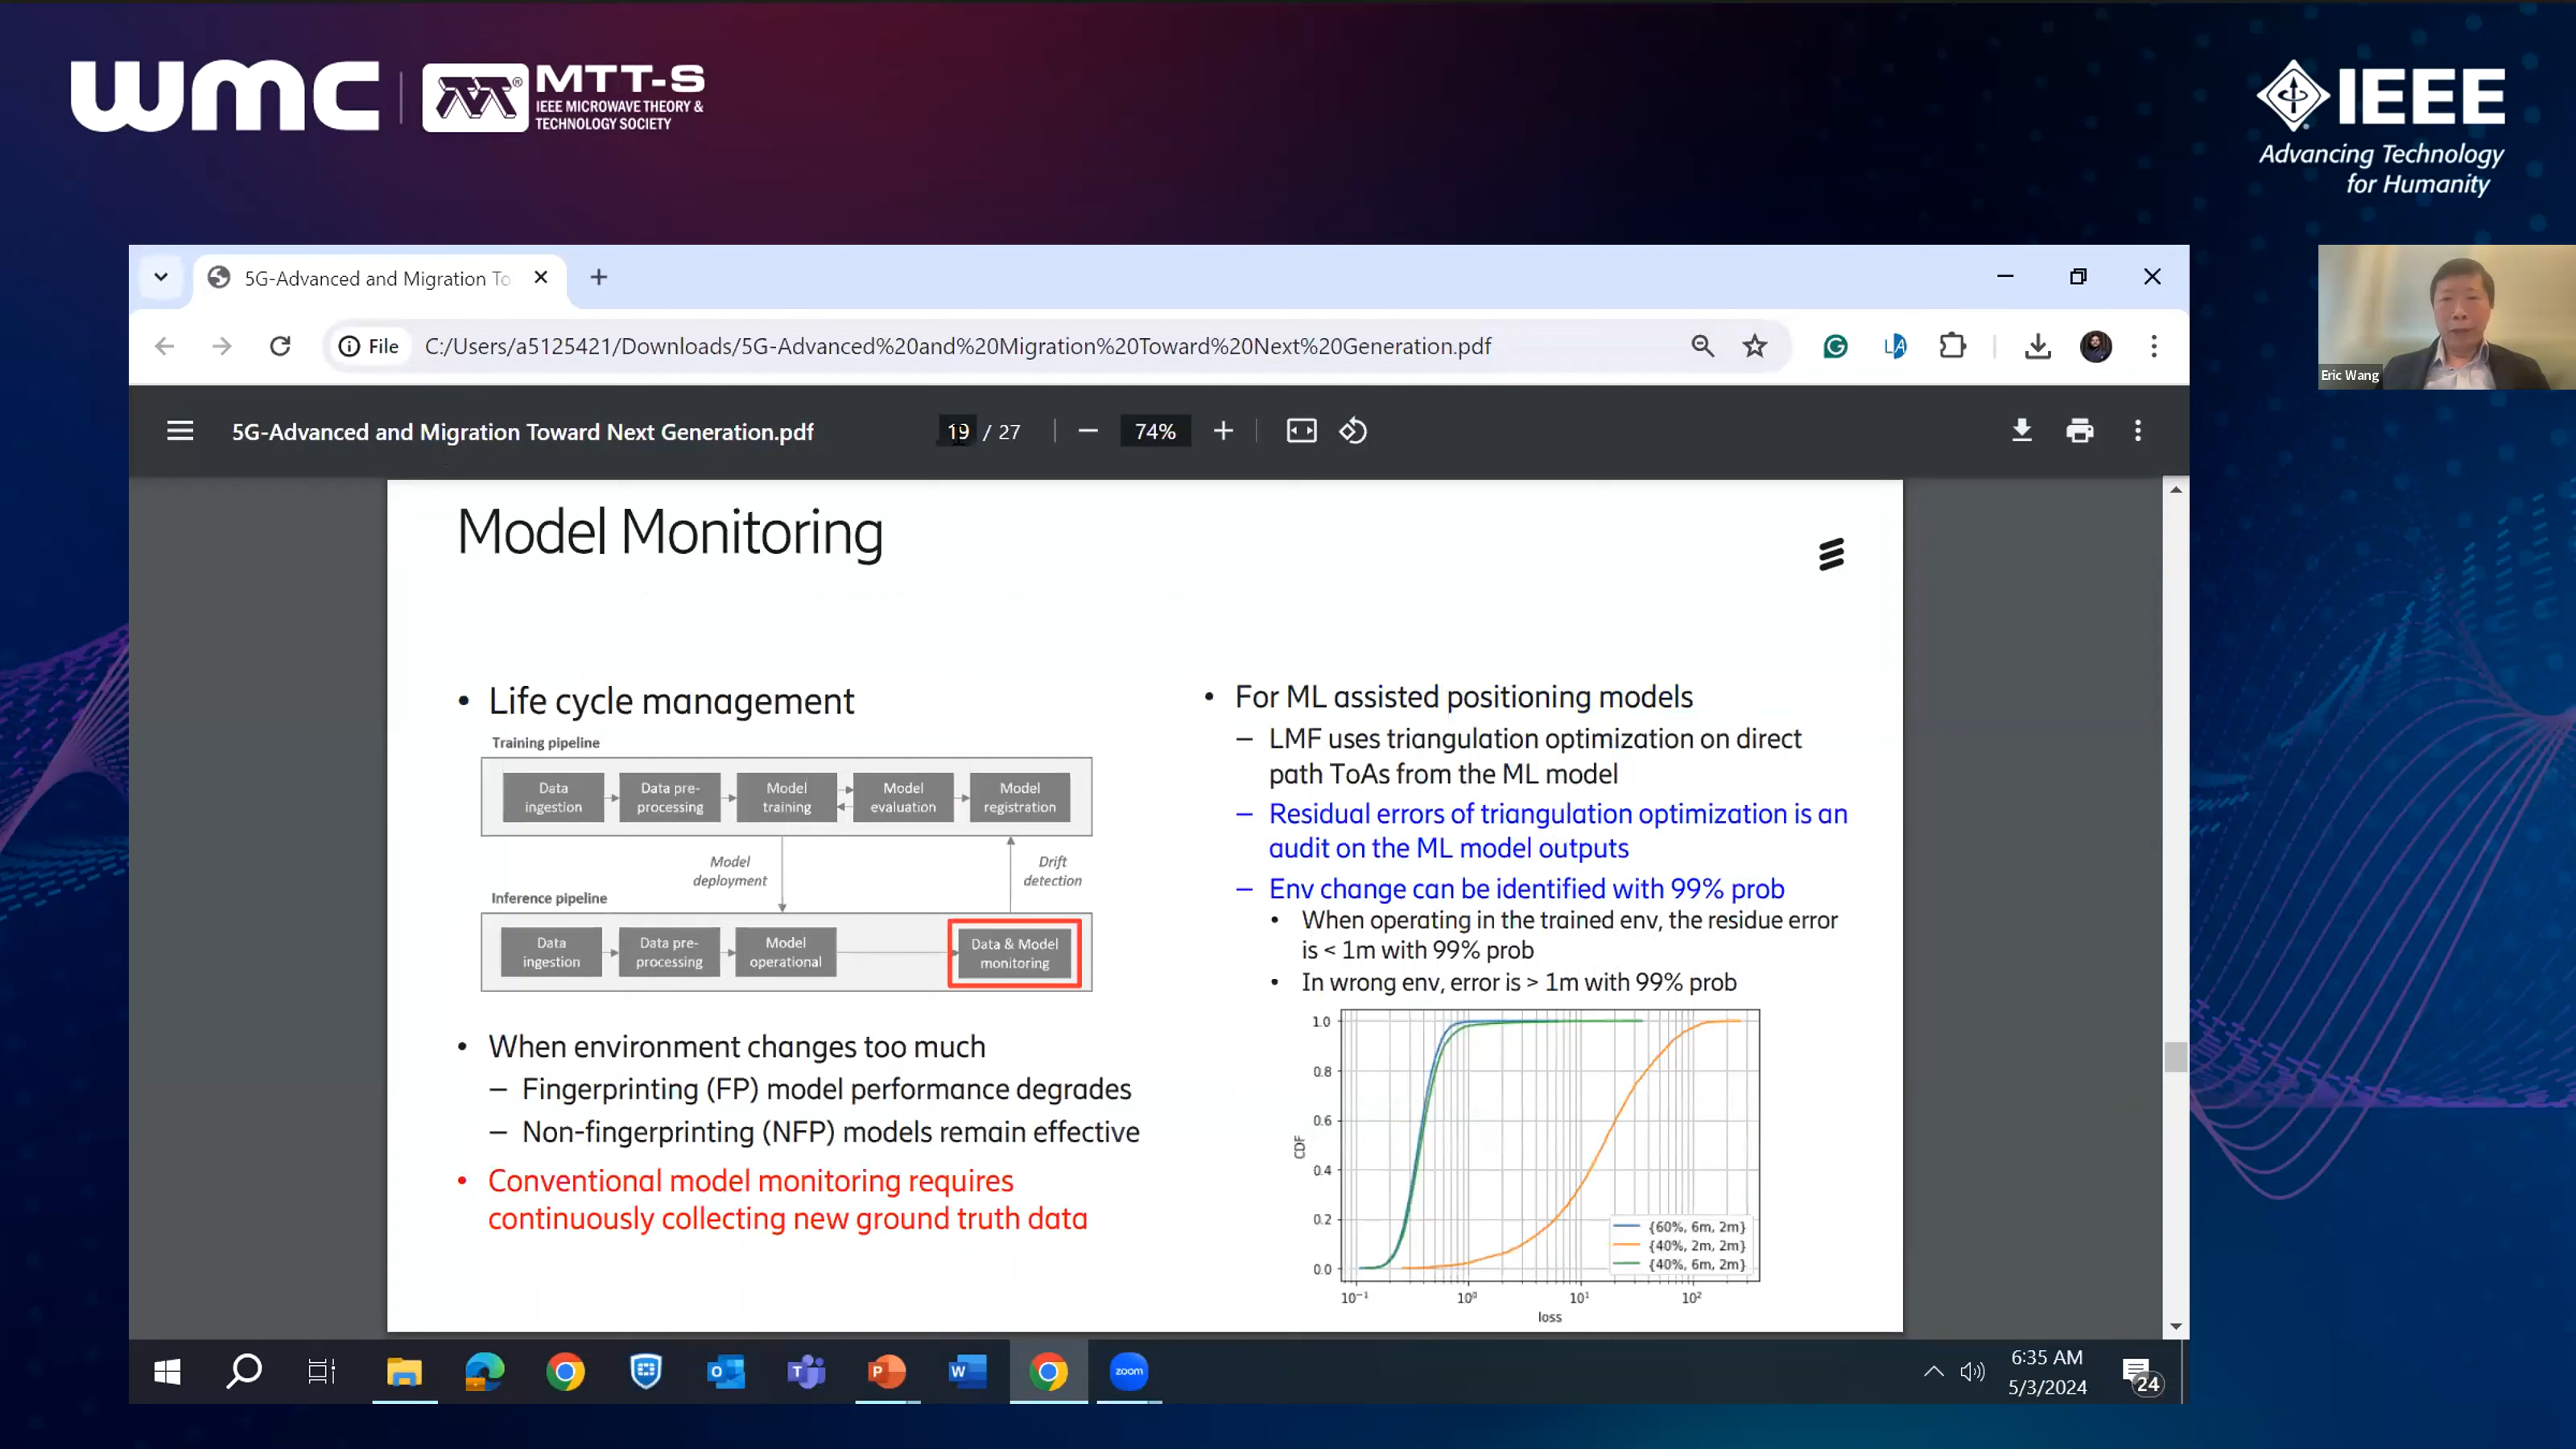 wmc
MTT-S
IEEE MICROWAVE THEORY &
TECHNOLOGY SOCIETY
IEEE
Advancing Technology
for Humanity
5G-Advanced and Migration To
File
C:/Users/a5125421/Downloads/5G-Advanced%20and%20Migration%20Toward%20Next%20Generation.pdf
Eric Wang
5G-Advanced and Migration Toward Next Generation.pdf
19 / 27
74%
Model Monitoring
• Life cycle management
Training pipeline
Data ingestion
Data pre-processing
Model training
Model evaluation
Model registration
Model deployment
Drift detection
Inference pipeline
Data ingestion
Data pre-processing
Model operational
Data & Model monitoring
• When environment changes too much
– Fingerprinting (FP) model performance degrades
– Non-fingerprinting (NFP) models remain effective
• Conventional model monitoring requires
continuously collecting new ground truth data
• For ML assisted positioning models
– LMF uses triangulation optimization on direct
path ToAs from the ML model
– Residual errors of triangulation optimization is an
audit on the ML model outputs
– Env change can be identified with 99% prob
• When operating in the trained env, the residue error
is < 1m with 99% prob
• In wrong env, error is > 1m with 99% prob
1.0
0.8
0.6
0.4
0.2
0.0
CDF
{60%, 6m, 2m}
{40%, 2m, 2m}
{40%, 6m, 2m}
10⁻¹
10⁰
10¹
10²
loss
zoom
6:35 AM
5/3/2024
24